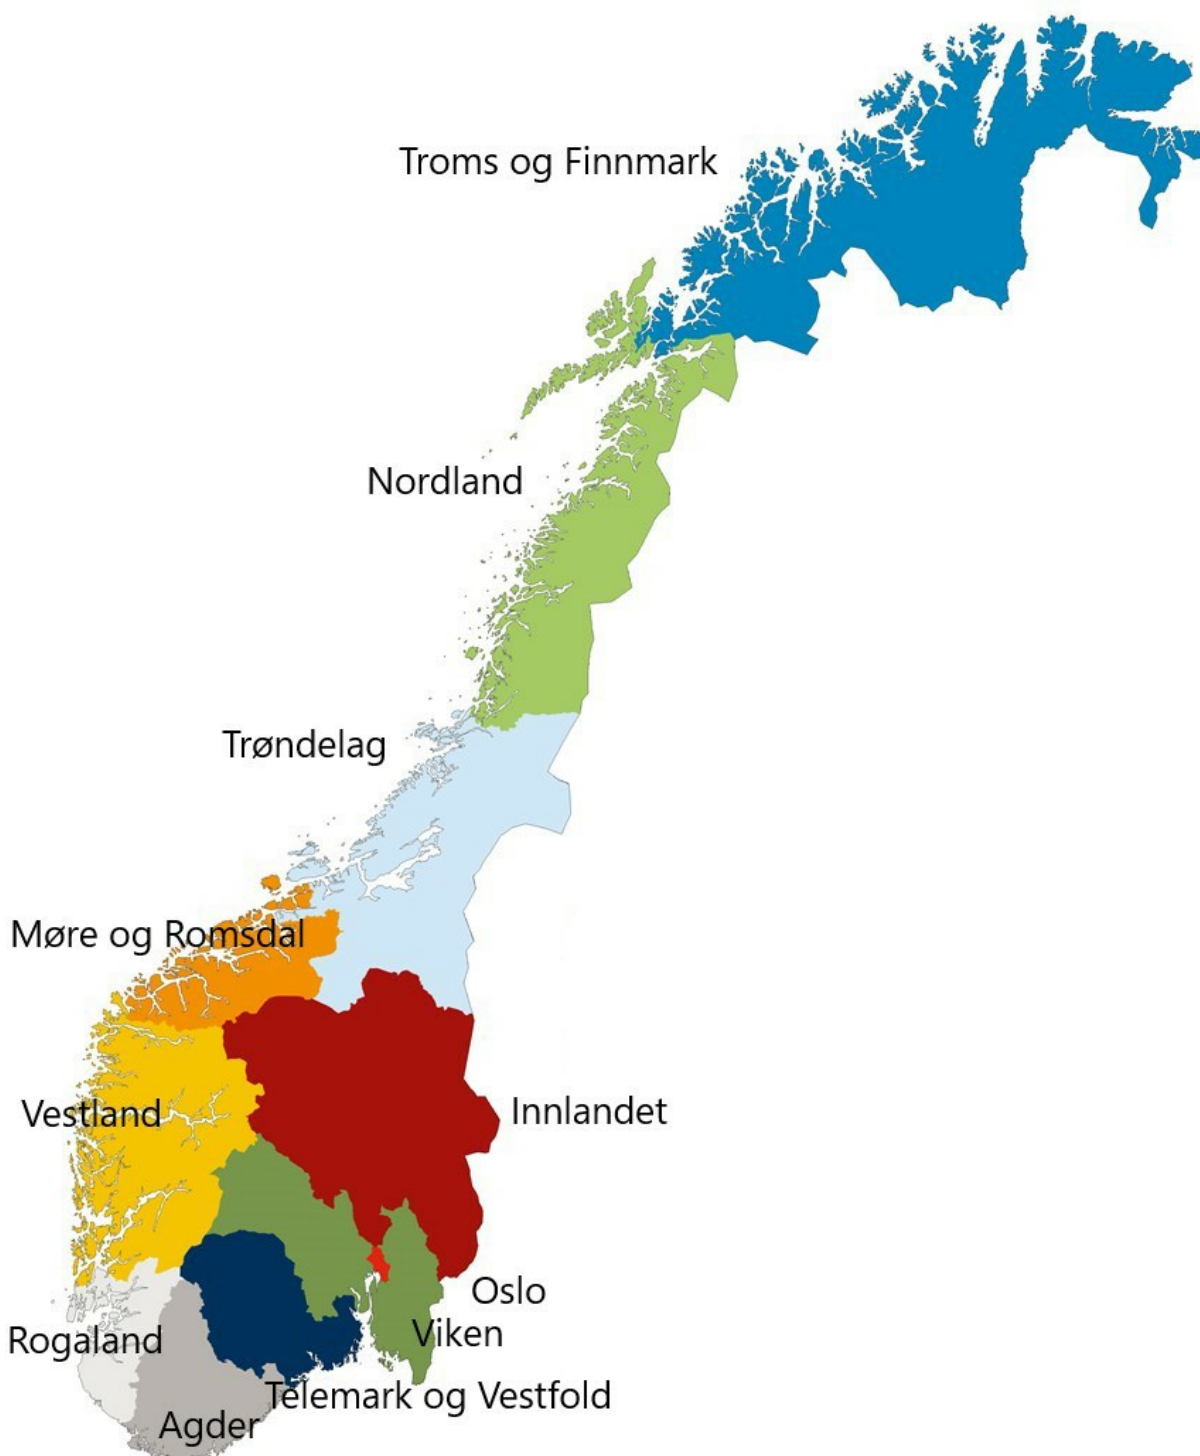 Troms og Finnmark
Nordland
Trøndelag
Møre og Romsdal
Vestland
Innlandet
Oslo
Viken
Rogaland
Telemark og Vestfold
Agder